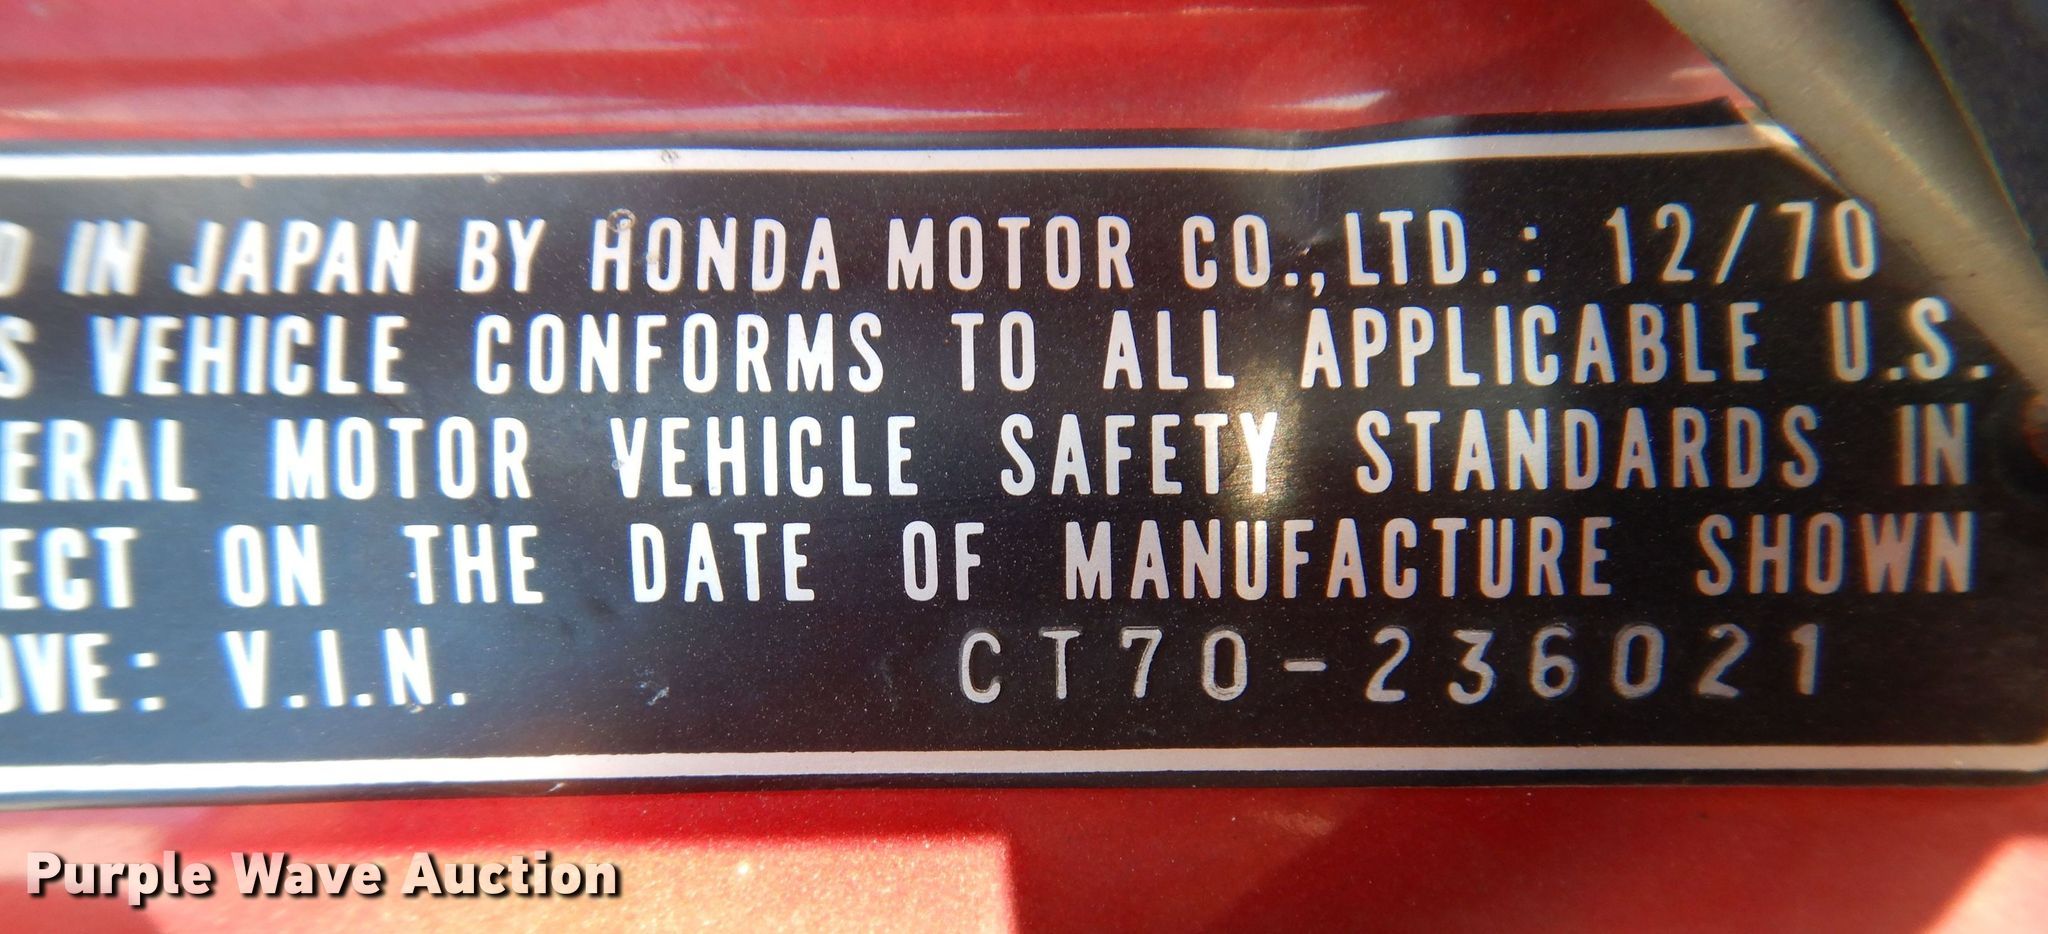 D IN JAPAN BY HONDA MOTOR CO.,LTD.: 12/70
S VEHICLE CONFORMS TO ALL APPLICABLE U.S.
ERAL MOTOR VEHICLE SAFETY STANDARDS IN
ECT ON THE DATE OF MANUFACTURE SHOWN
OVE: V.I.N. CT70-236021
Purple Wave Auction